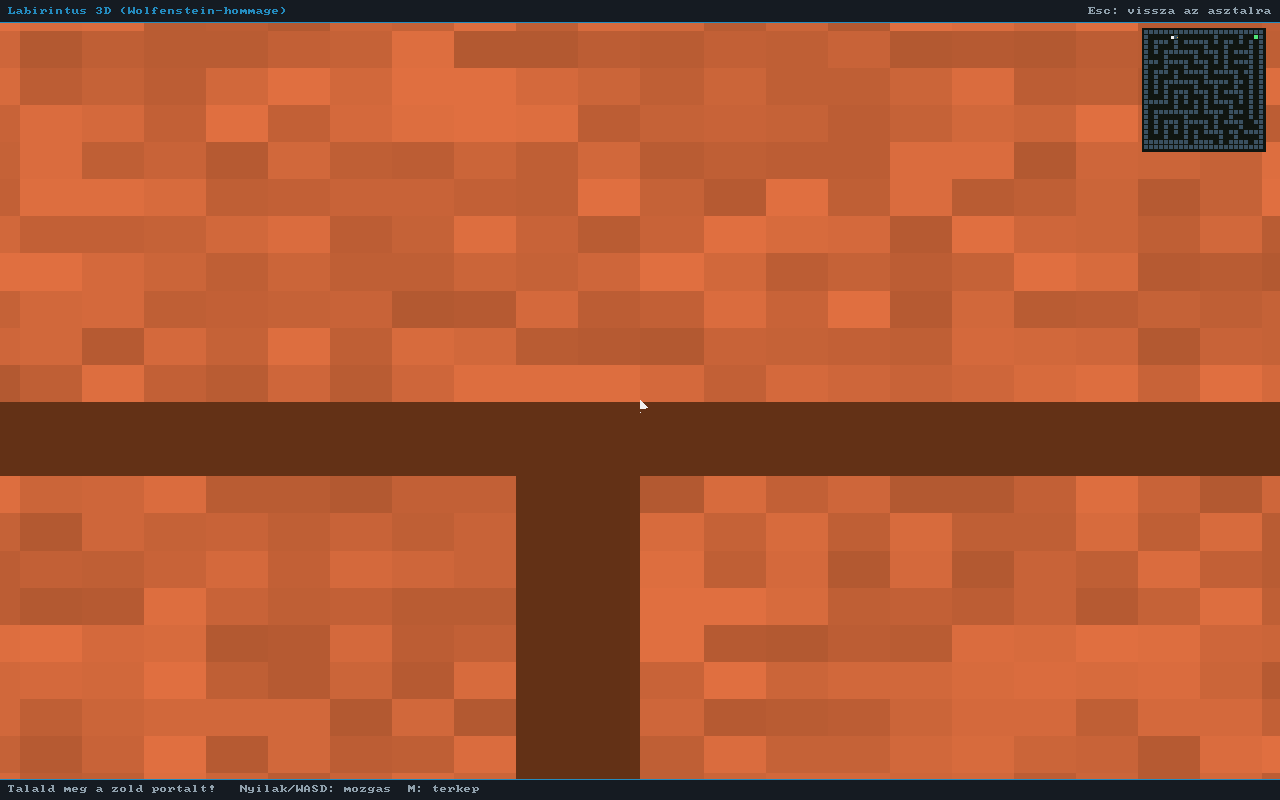 Labirintus 3D (Wolfenstein-hommage)
Esc: vissza az asztalra
Talald meg a zold portalt! Nyilak/WASD: mozgas M: terkep